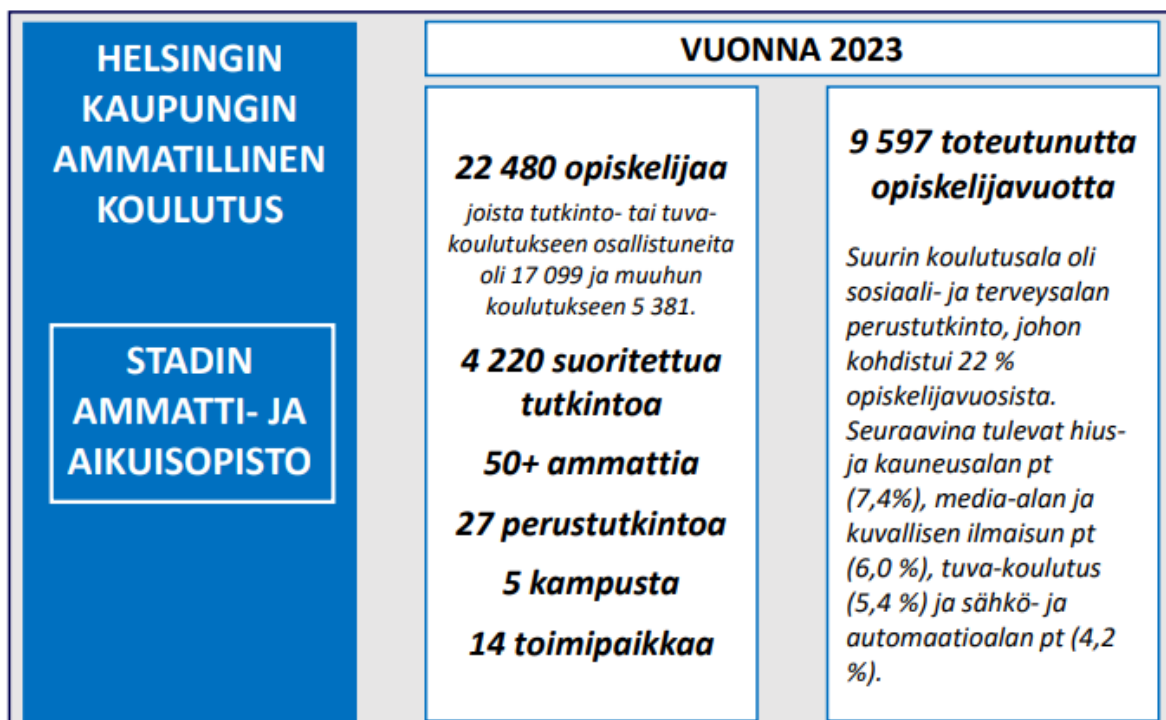 HELSINGIN
KAUPUNGIN
AMMATILLINEN
KOULUTUS
STADIN
AMMATTI- JA
AIKUISOPISTO
VUONNA 2023
22 480 opiskelijaa
joista tutkinto- tai tuva-
koulutukseen osallistuneita
oli 17 099 ja muuhun
koulutukseen 5 381.
4 220 suoritettua
tutkintoa
50+ ammattia
27 perustutkintoa
5 kampusta
14 toimipaikkaa
9 597 toteutunutta
opiskelijavuotta
Suurin koulutusala oli
sosiaali- ja terveysalan
perustutkinto, johon
kohdistui 22 %
opiskelijavuosista.
Seuraavina tulevat hius-
ja kauneusalan pt
(7,4%), media-alan ja
kuvallisen ilmaisun pt
(6,0 %), tuva-koulutus
(5,4 %) ja sähkö- ja
automaatioalan pt (4,2
%).